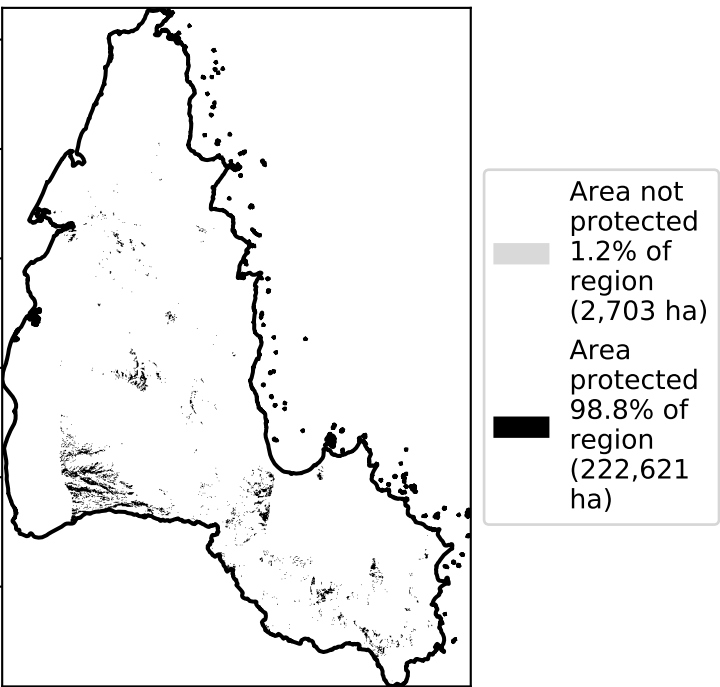 Area not
protected
1.2% of
region
(2,703 ha)
Area
protected
98.8% of
region
(222,621
ha)